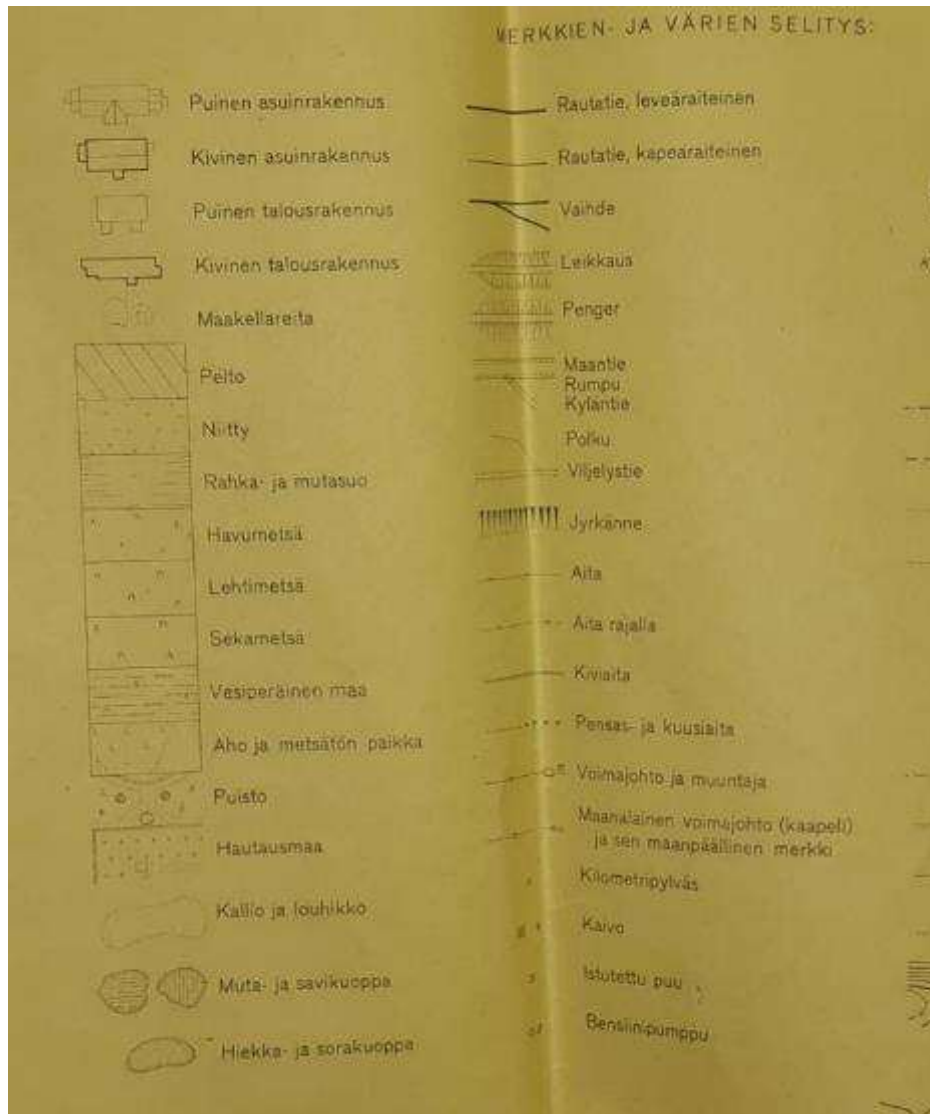 MERKKIEN- JA VÄRIEN SELITYS:
Puinen asuinrakennus
Kivinen asuinrakennus
Puinen talousrakennus
Kivinen talousrakennus
Maakellareita
Pelto
Niitty
Rahka- ja mutasuo
Havumetsä
Lehtimetsä
Sekametsä
Vesiperäinen maa
Aho ja metsätön paikka
Puisto
Hautausmaa
Kallio ja louhikko
Muta- ja savikuoppa
Hiekka- ja sorakuoppa
Rautatie, leveäraiteinen
Rautatie, kapearaiteinen
Vaihde
Leikkaus
Penger
Maantie
Rumpu
Kyläntie
Polku
Viljelystie
Jyrkänne
Aita
Aita rajalla
Kiviaita
Pensas- ja kuusiaita
Voimajohto ja muuntaja
Maanalainen voimajohto (kaapeli)
ja sen maanpäällinen merkki
Kilometripylväs
Kaivo
Istutettu puu
Bensiinipumppu